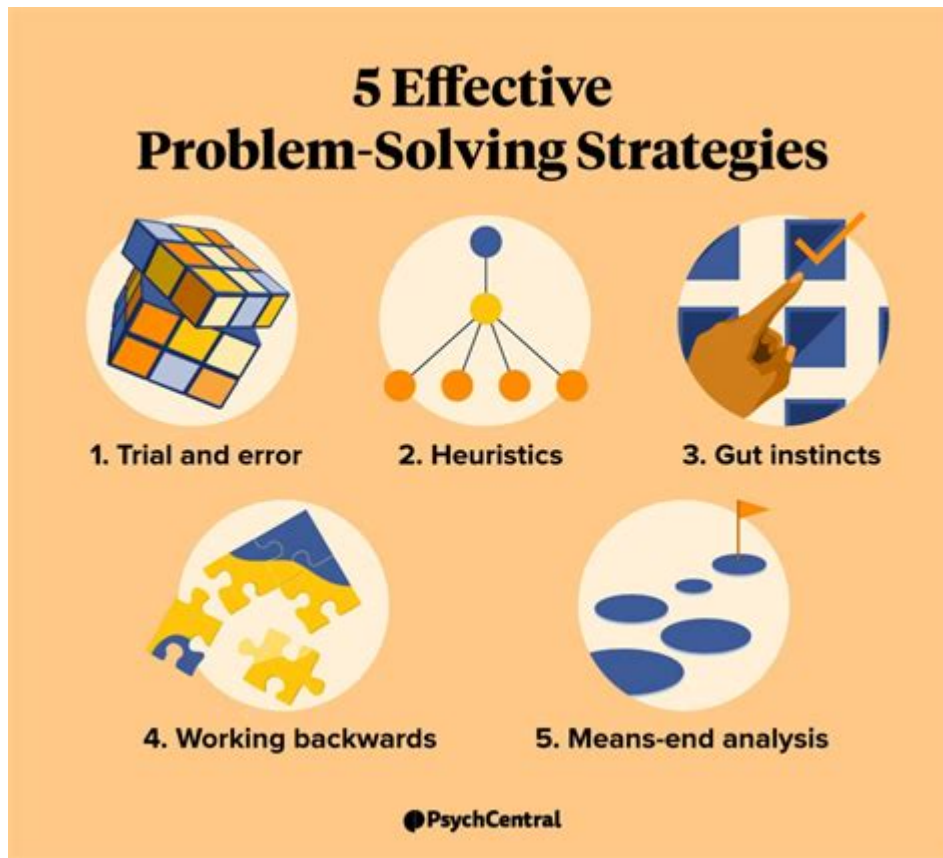 5 Effective
Problem-Solving Strategies
1. Trial and error
2. Heuristics
3. Gut instincts
4. Working backwards
5. Means-end analysis
PsychCentral